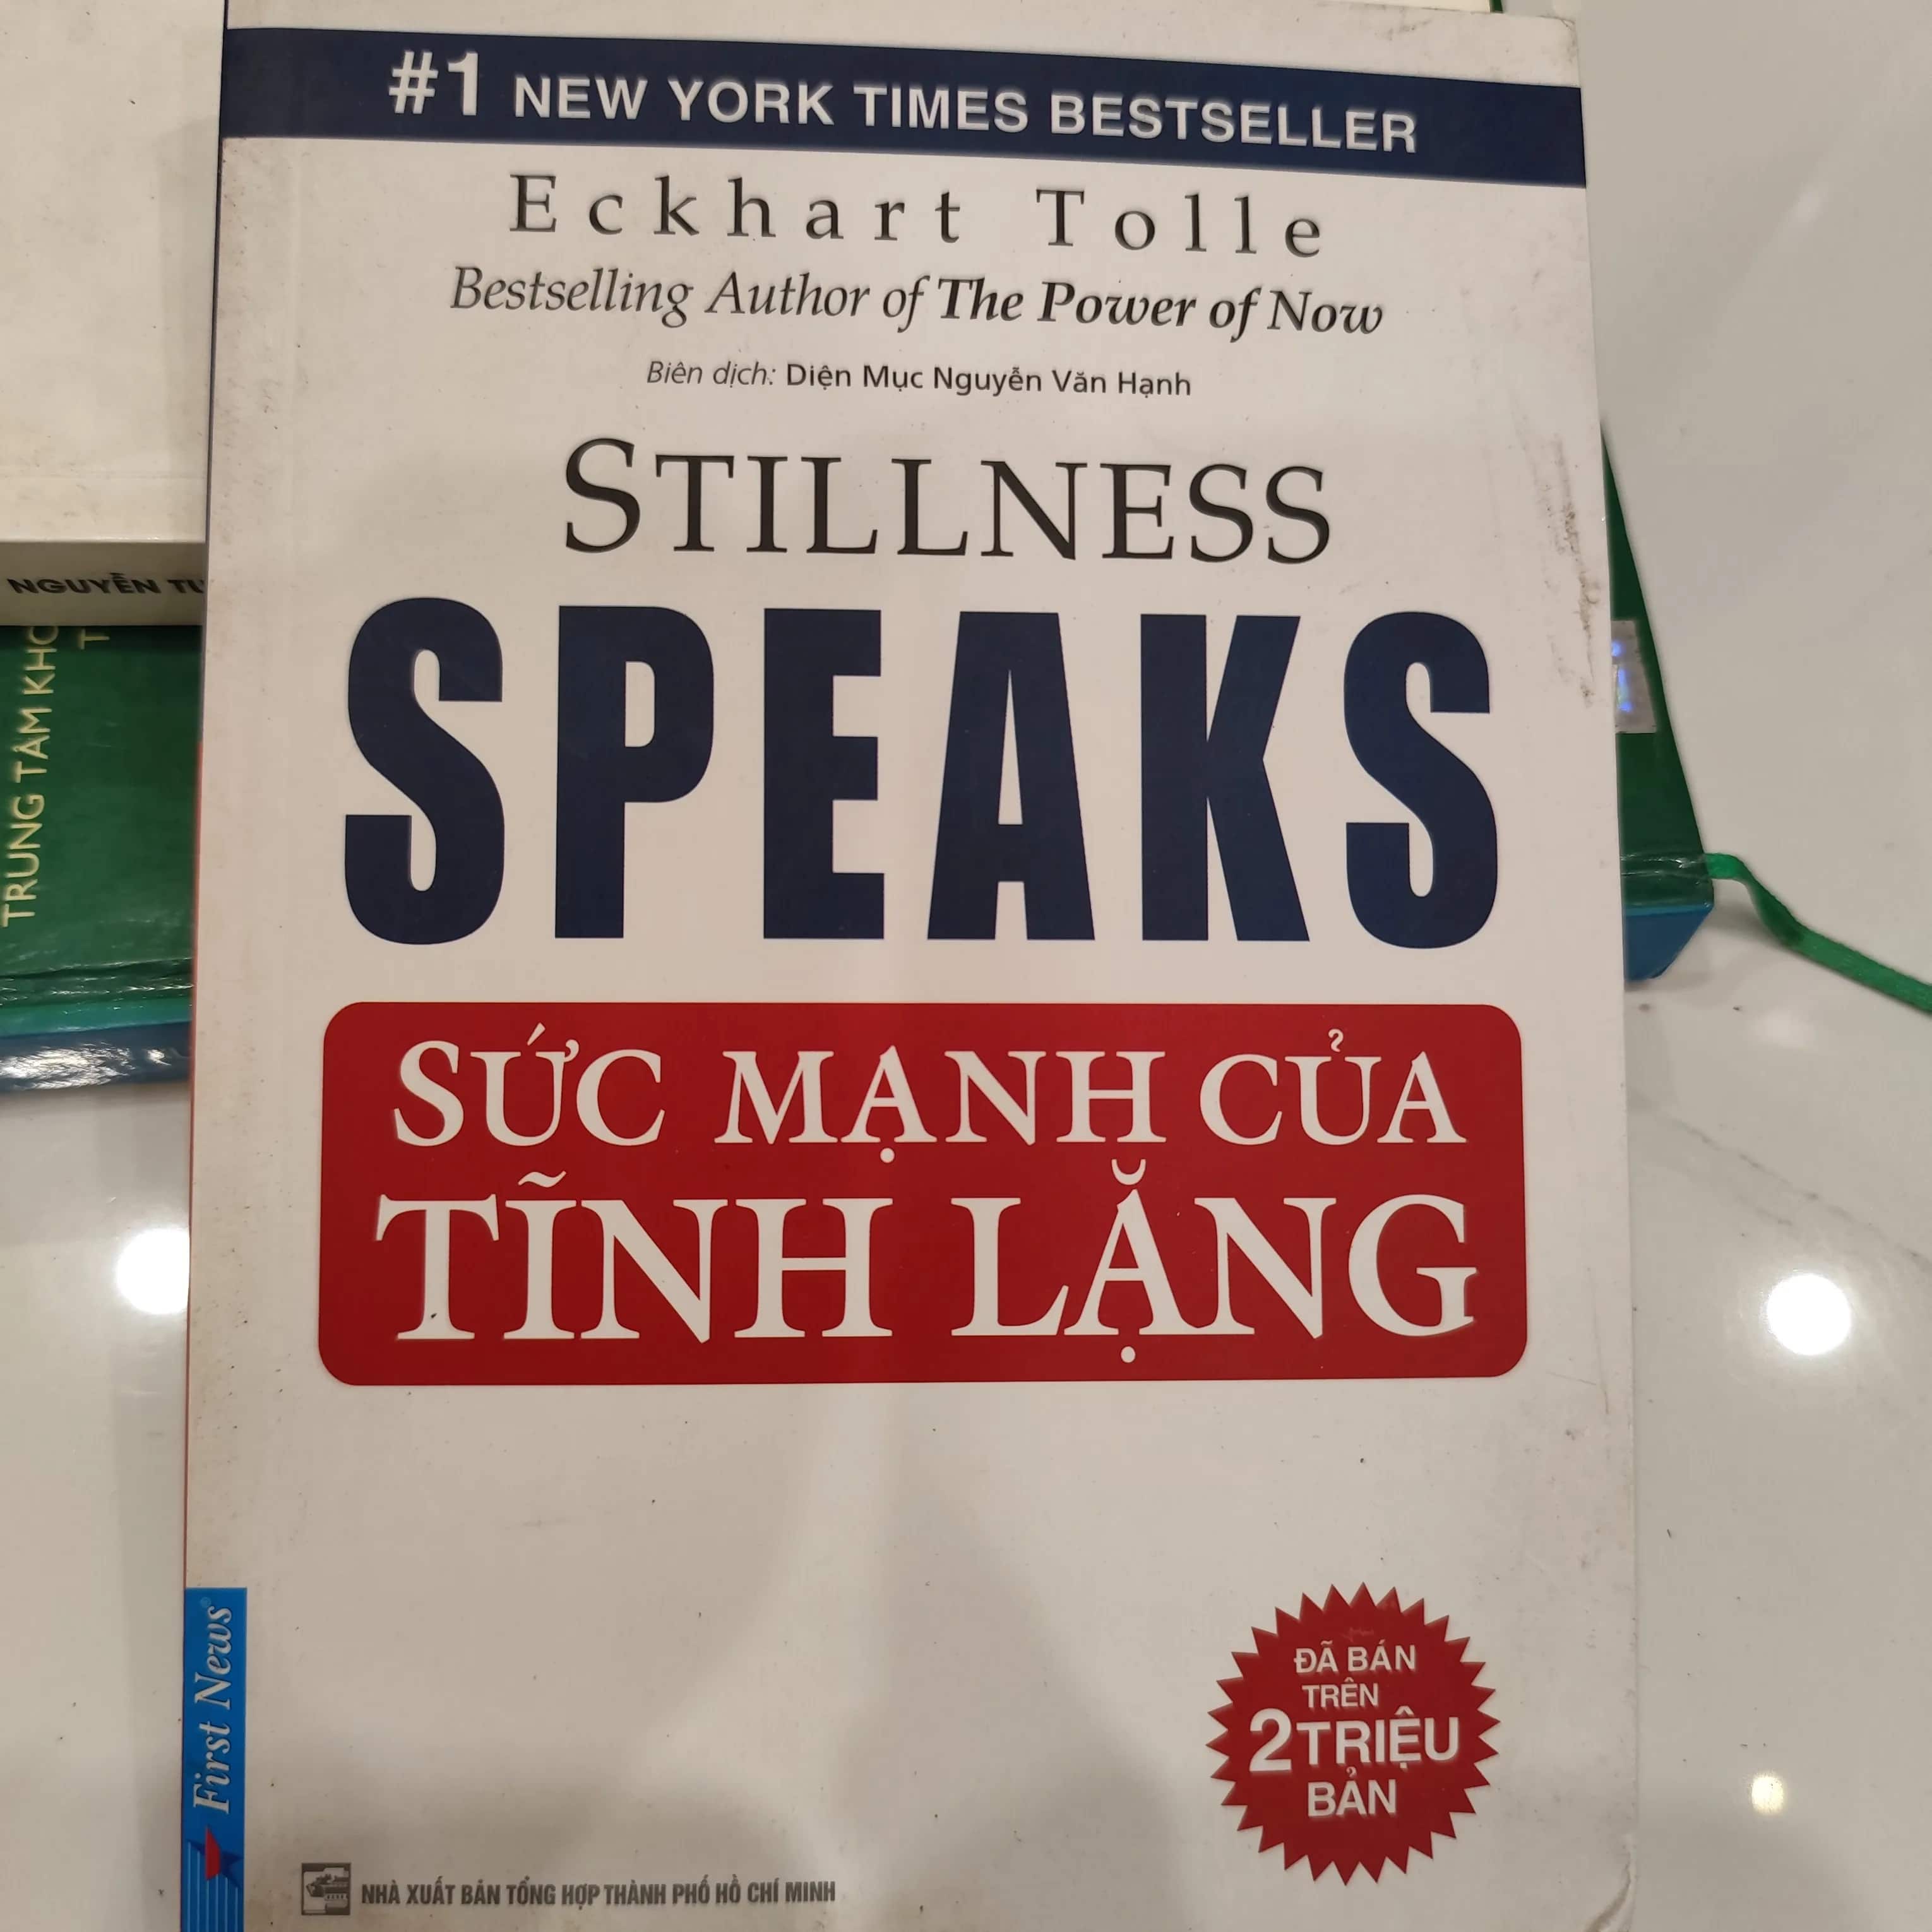 #1 NEW YORK TIMES BESTSELLER
Eckhart Tolle
Bestselling Author of The Power of Now
Biên dịch: Diện Mục Nguyễn Văn Hạnh
STILLNESS
SPEAKS
SỨC MẠNH CỦA
TĨNH LẶNG
ĐÃ BÁN
TRÊN
2 TRIỆU
BẢN
First News
NHÀ XUẤT BẢN TỔNG HỢP THÀNH PHỐ HỒ CHÍ MINH
NGUYỄN
TRUNG TÂM